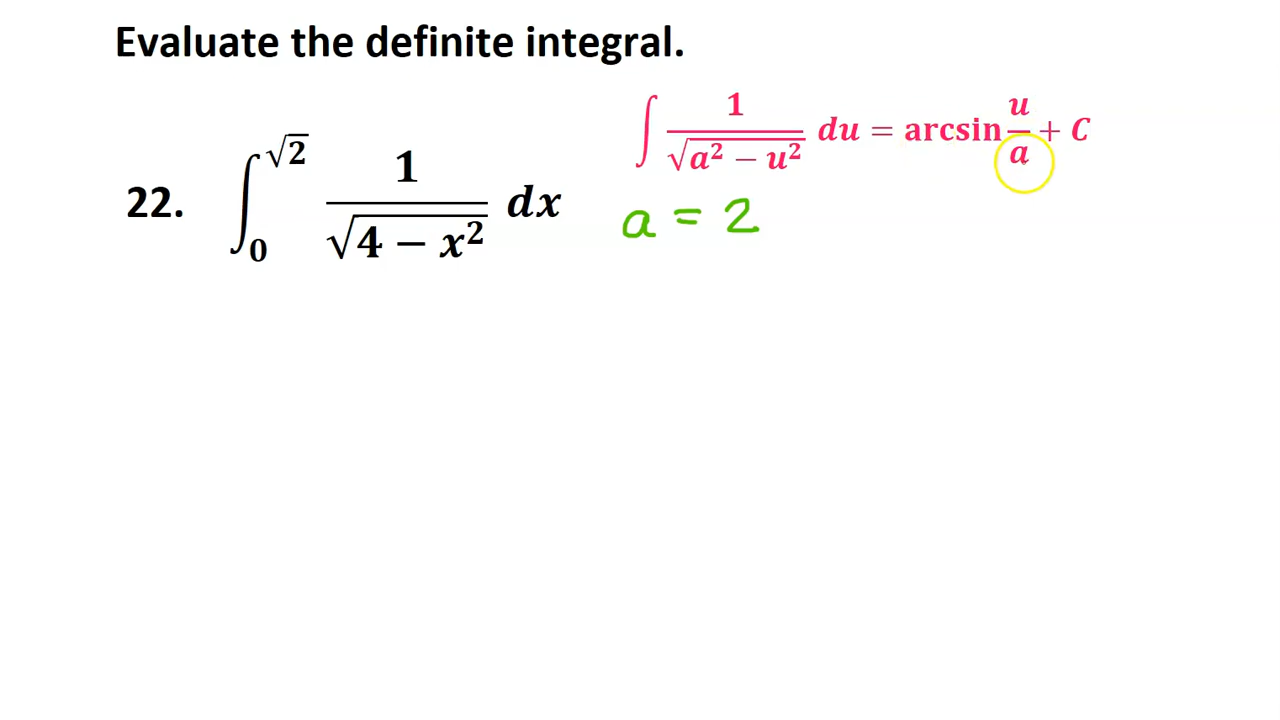 Evaluate the definite integral.
∫ 1/√(a² − u²) du = arcsin u/a + C
22. ∫₀^√2 1/√(4 − x²) dx
a = 2